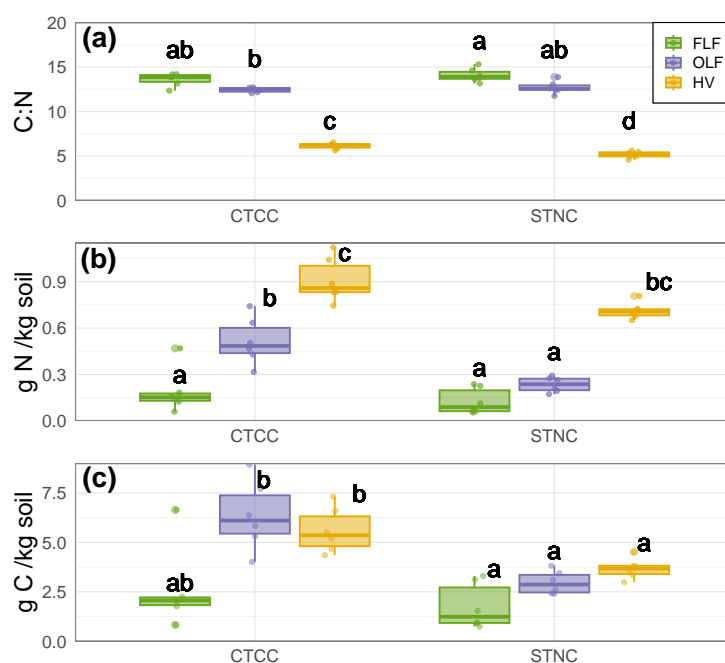 (a)
C:N
20
15
10
5
0
ab
b
c
a
ab
d
FLF
OLF
HV
CTCC
STNC
(b)
g N /kg soil
0.9
0.6
0.3
0.0
a
b
c
a
a
bc
CTCC
STNC
(c)
g C /kg soil
7.5
5.0
2.5
0.0
ab
b
b
a
a
a
CTCC
STNC